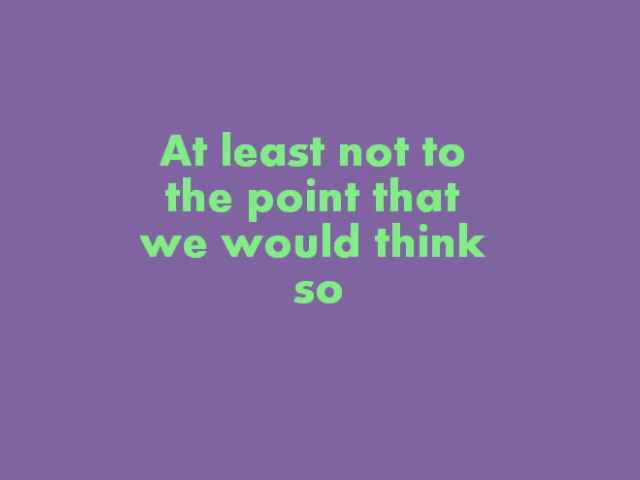 At least not to
the point that
we would think
so